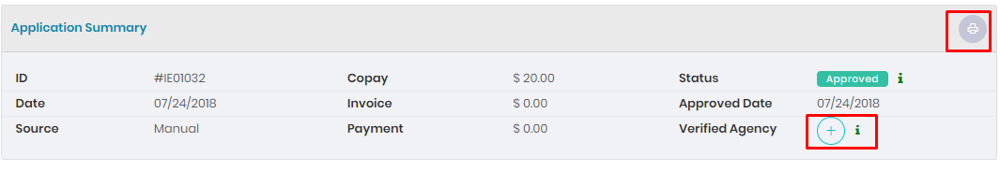 Application Summary
ID #IE01032 Copay $ 20.00 Status Approved i
Date 07/24/2018 Invoice $ 0.00 Approved Date 07/24/2018
Source Manual Payment $ 0.00 Verified Agency + i